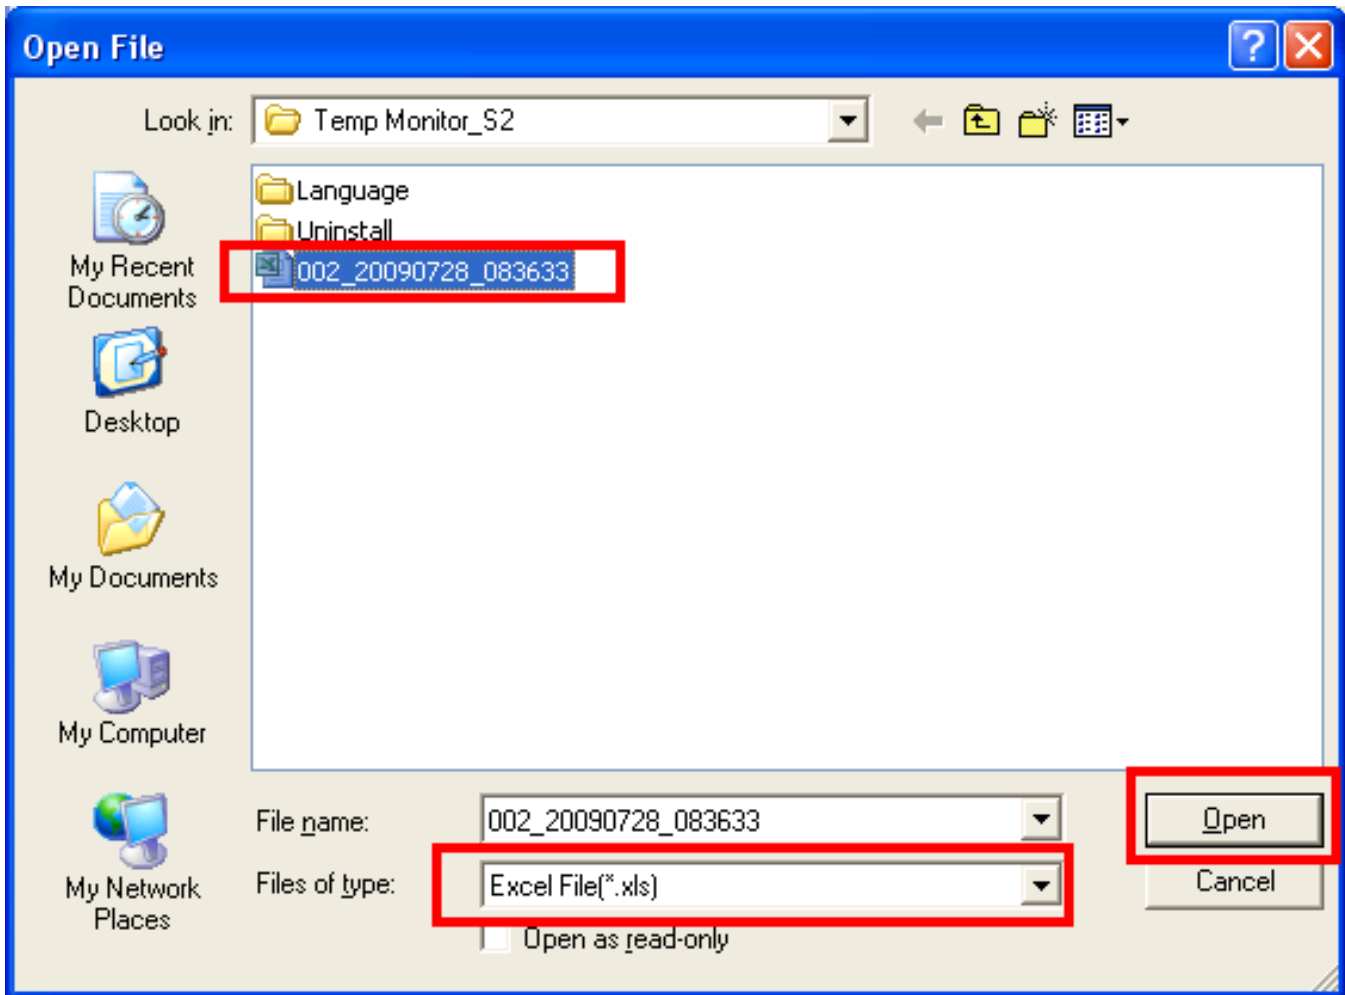 Open File
Look in:
Temp Monitor_S2
Language
Uninstall
002_20090728_083633
My Recent
Documents
Desktop
My Documents
My Computer
My Network
Places
File name:
002_20090728_083633
Open
Files of type:
Excel File(*.xls)
Cancel
Open as read-only